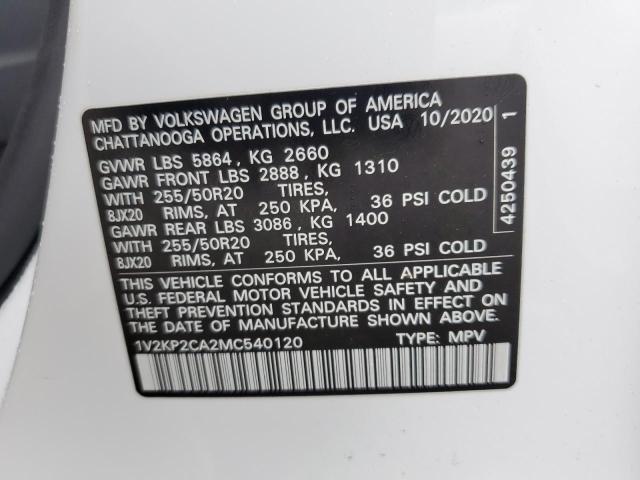 MFD BY VOLKSWAGEN GROUP OF AMERICA
CHATTANOOGA OPERATIONS, LLC. USA 10/2020
GVWR LBS 5864, KG 2660
GAWR FRONT LBS 2888, KG 1310
WITH 255/50R20 TIRES,
8JX20 RIMS, AT 250 KPA, 36 PSI COLD
GAWR REAR LBS 3086, KG 1400
WITH 255/50R20 TIRES,
8JX20 RIMS, AT 250 KPA, 36 PSI COLD
THIS VEHICLE CONFORMS TO ALL APPLICABLE
U.S. FEDERAL MOTOR VEHICLE SAFETY AND
THEFT PREVENTION STANDARDS IN EFFECT ON
THE DATE OF MANUFACTURE SHOWN ABOVE.
1V2KP2CA2MC540120 TYPE: MPV
4250439 1